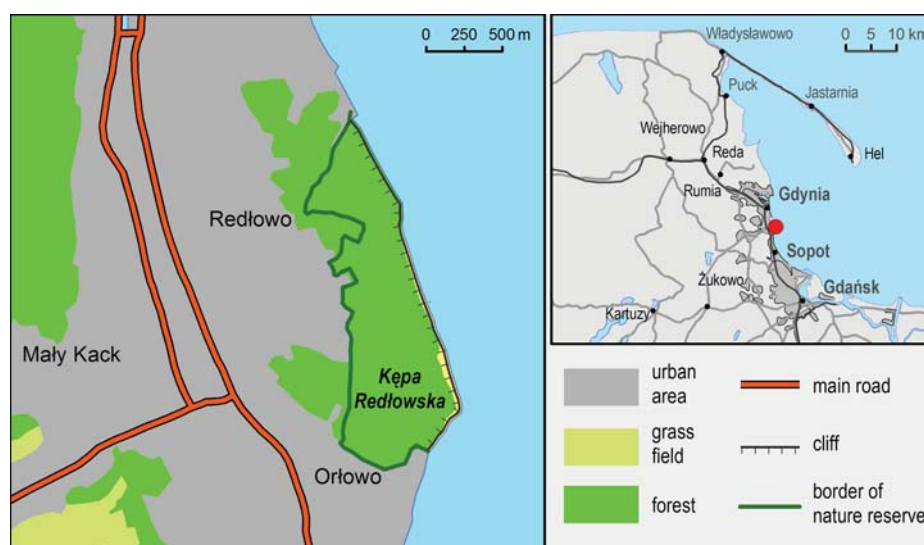 0 250 500 m
Redłowo
Mały Kack
Kępa
Redłowska
Orłowo
0 5 10 km
Władysławowo
Puck
Jastarnia
Wejherowo
Reda
Hel
Rumia
Gdynia
Sopot
Żukowo
Gdańsk
Kartuzy
urban
area
main road
grass
field
cliff
forest
border of
nature reserve